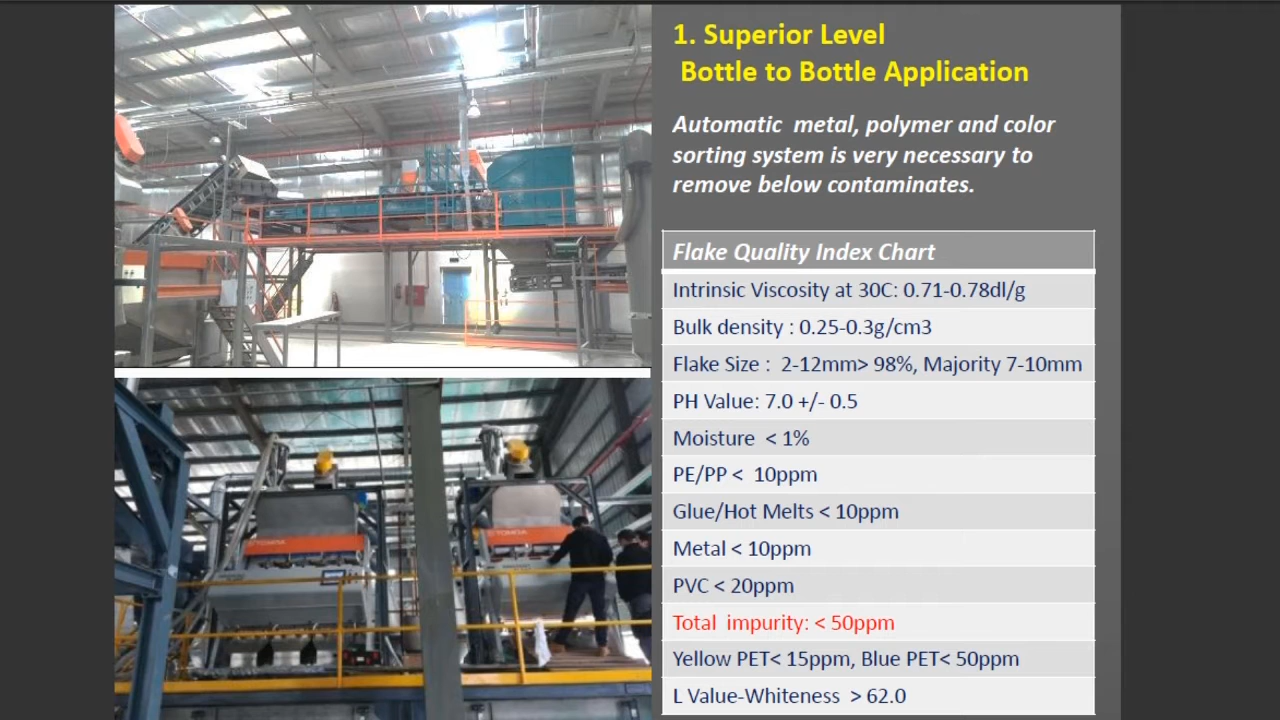 1. Superior Level
Bottle to Bottle Application
Automatic metal, polymer and color
sorting system is very necessary to
remove below contaminates.
Flake Quality Index Chart
Intrinsic Viscosity at 30C: 0.71-0.78dl/g
Bulk density : 0.25-0.3g/cm3
Flake Size : 2-12mm> 98%, Majority 7-10mm
PH Value: 7.0 +/- 0.5
Moisture < 1%
PE/PP < 10ppm
Glue/Hot Melts < 10ppm
Metal < 10ppm
PVC < 20ppm
Total impurity: < 50ppm
Yellow PET< 15ppm, Blue PET< 50ppm
L Value-Whiteness > 62.0
TOMRA
TOMRA